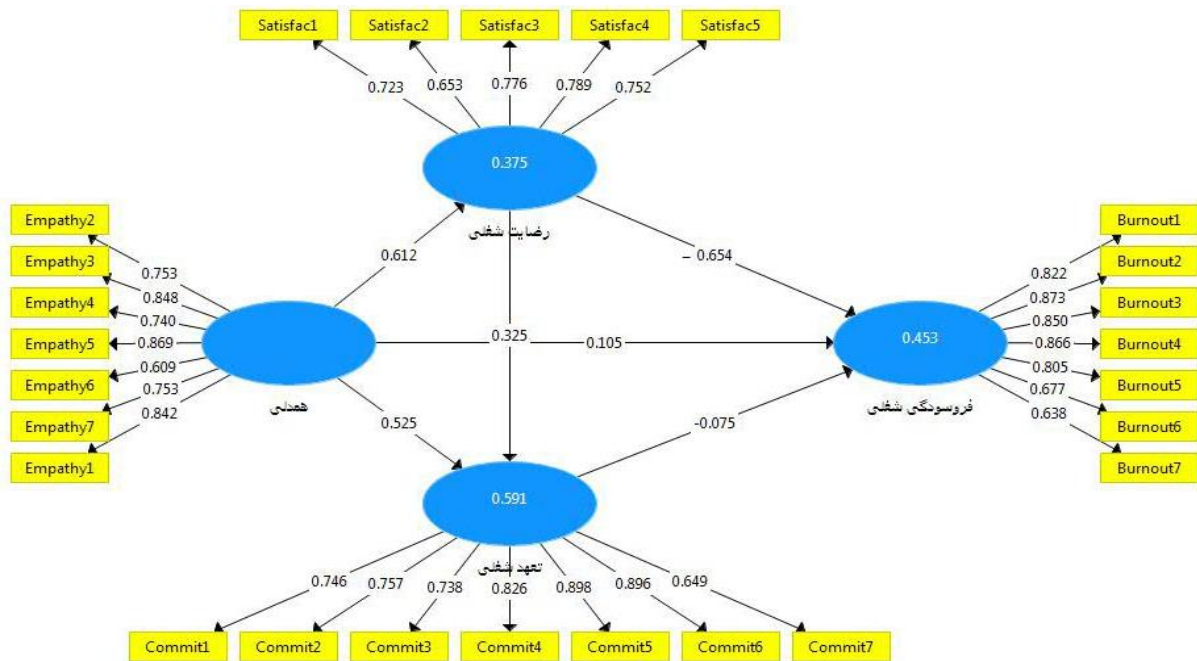 Satisfac1
Satisfac2
Satisfac3
Satisfac4
Satisfac5
0.723
0.653
0.776
0.789
0.752
0.375
رضایت شغلی
Empathy2
Empathy3
Empathy4
Empathy5
Empathy6
Empathy7
Empathy1
0.753
0.848
0.740
0.869
0.609
0.753
0.842
همدلی
0.612
0.325
0.105
0.525
– 0.654
-0.075
0.453
فروسودگی شغلی
0.822
0.873
0.850
0.866
0.805
0.677
0.638
Burnout1
Burnout2
Burnout3
Burnout4
Burnout5
Burnout6
Burnout7
0.591
تعهد شغلی
0.746
0.757
0.738
0.826
0.898
0.896
0.649
Commit1
Commit2
Commit3
Commit4
Commit5
Commit6
Commit7